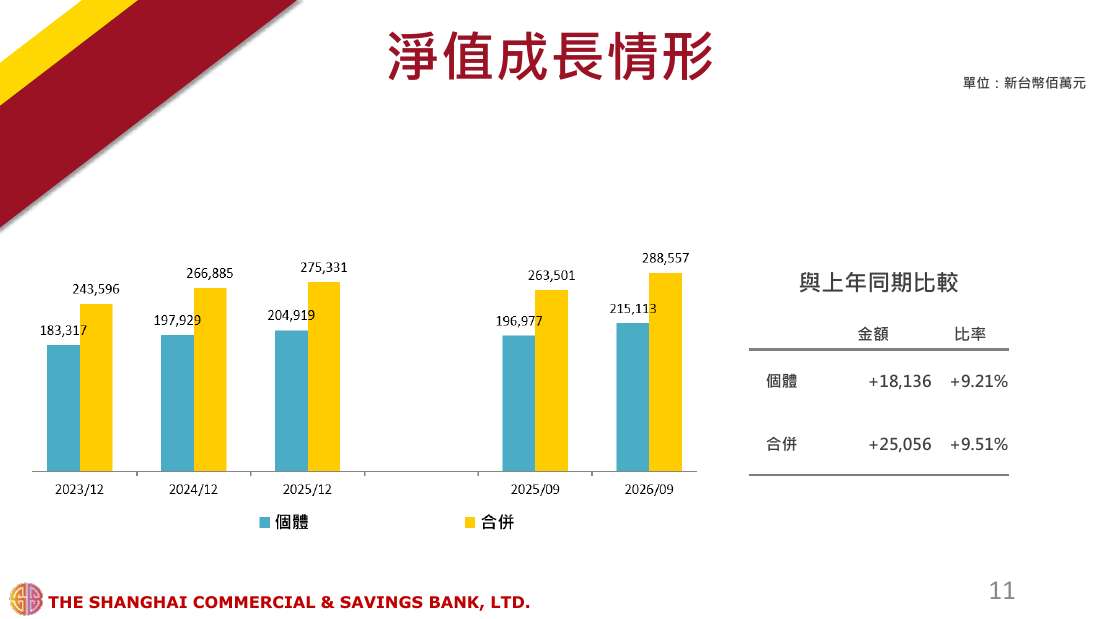 淨值成長情形
單位：新台幣佰萬元
288,557
275,331
266,885
263,501
243,596
215,113
204,919
197,929
196,977
183,317
2023/12 2024/12 2025/12 2025/09 2026/09
個體 合併
與上年同期比較
金額 比率
個體 +18,136 +9.21%
合併 +25,056 +9.51%
THE SHANGHAI COMMERCIAL & SAVINGS BANK, LTD.
11